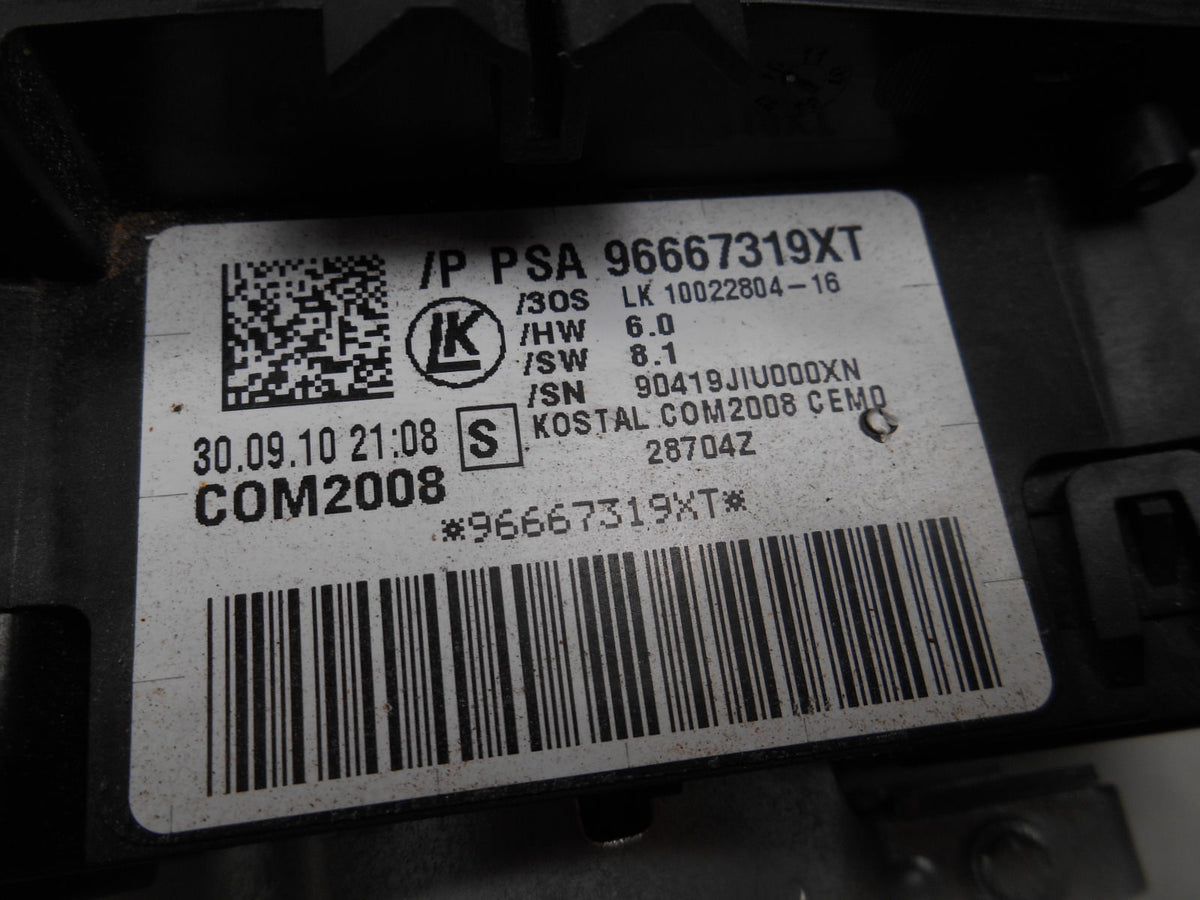 /P PSA 96667319XT
/3OS LK 10022804-16
LK
/HW 6.0
/SW 8.1
/SN 90419JIU000XN
30.09.10 21:08 S KOSTAL COM2008 CEM0
28704Z
COM2008
*96667319XT*